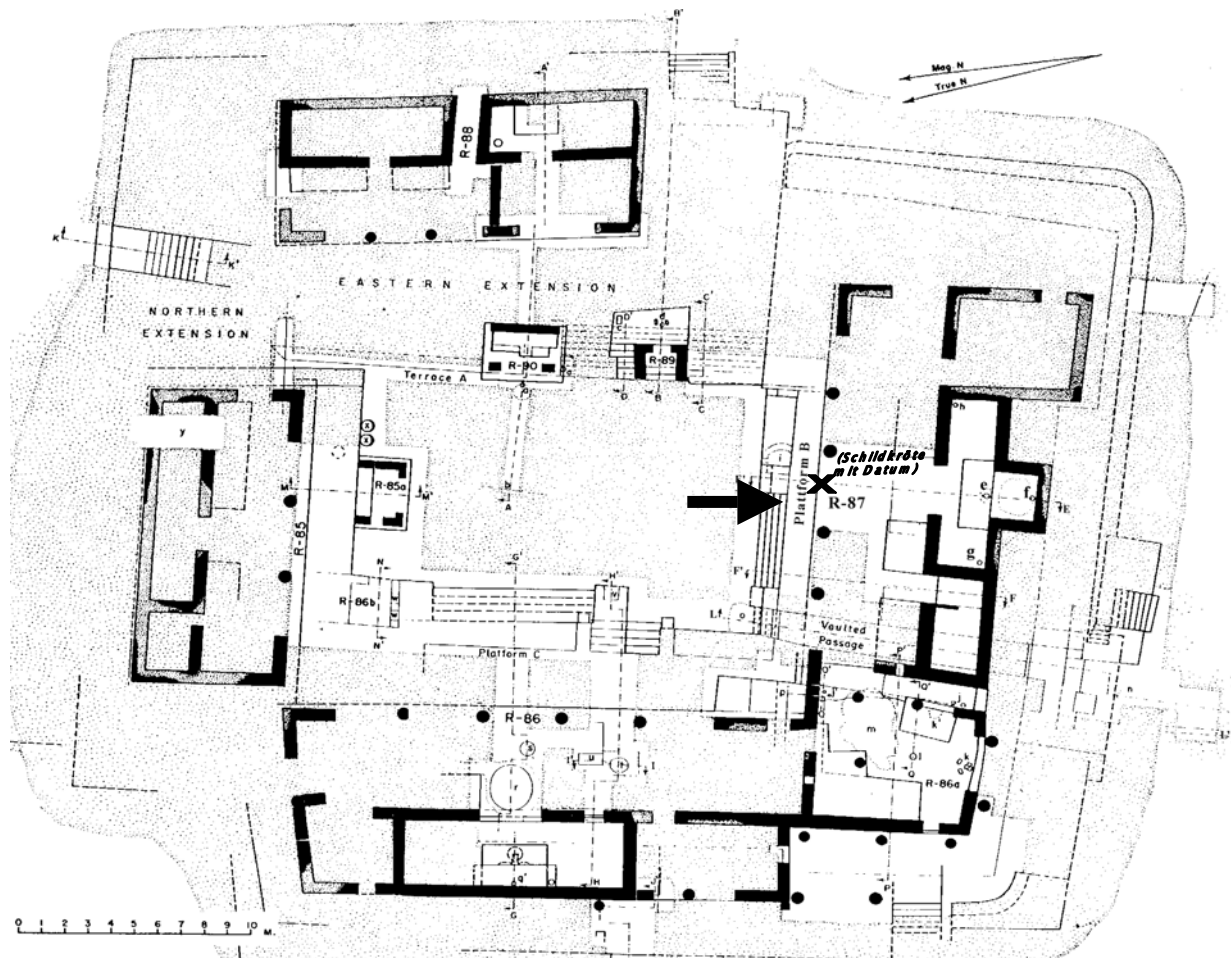 B'
A'
Mag. N
True N
R-88
K
K'
EASTERN EXTENSION
NORTHERN
EXTENSION
C'
D'
c
d
R-90
R-89
Terrace A
a
D
B
C
h
Plattform B
(Schildkröte
mit Datum)
y
x
x
M
R-85a
M'
b
A
R-87
e
f
E
R-85
g
G'
F'
F
N
H'
v
R-86b
L
N'
Vaulted
Passage
Platform C
P'
O'
n
p
R-86
m
k
s
u
t
I
R-86a
r
q'
H
G
P
0 1 2 3 4 5 6 7 8 9 10 M.